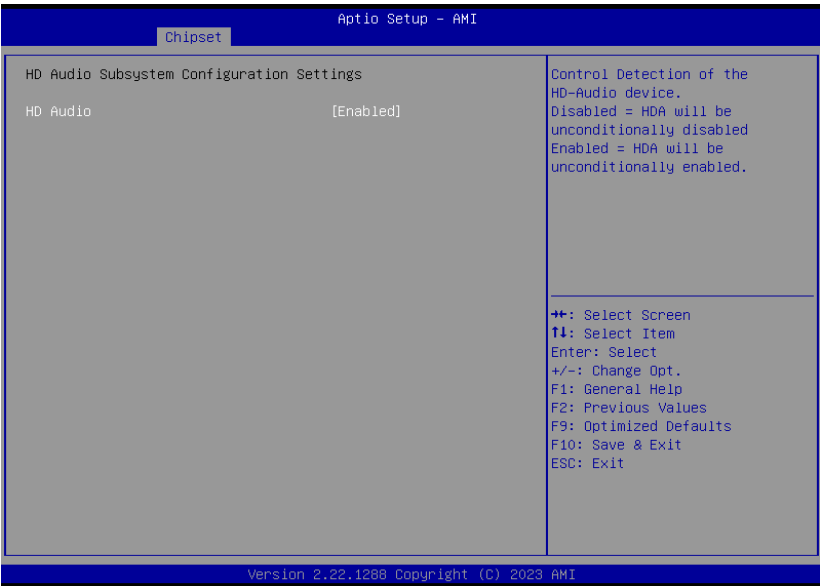 Aptio Setup – AMI
Chipset
HD Audio Subsystem Configuration Settings
HD Audio [Enabled]
Control Detection of the
HD-Audio device.
Disabled = HDA will be
unconditionally disabled
Enabled = HDA will be
unconditionally enabled.
→←: Select Screen
↑↓: Select Item
Enter: Select
+/-: Change Opt.
F1: General Help
F2: Previous Values
F9: Optimized Defaults
F10: Save & Exit
ESC: Exit
Version 2.22.1288 Copyright (C) 2023 AMI